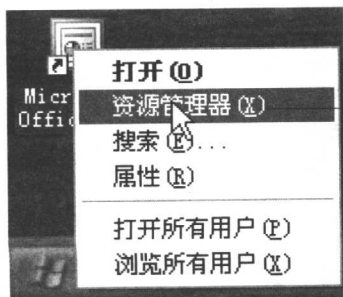 打开(O)
Micr
资源管理器(X)
Offic
搜索(E)...
属性(R)
打开所有用户(P)
浏览所有用户(X)